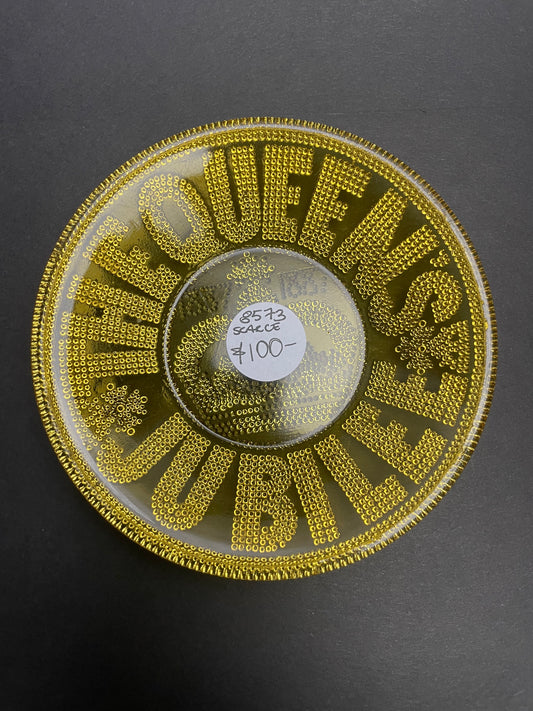 THE QUEEN'S
JUBILEE
1887
8573
SCARCE
$100-